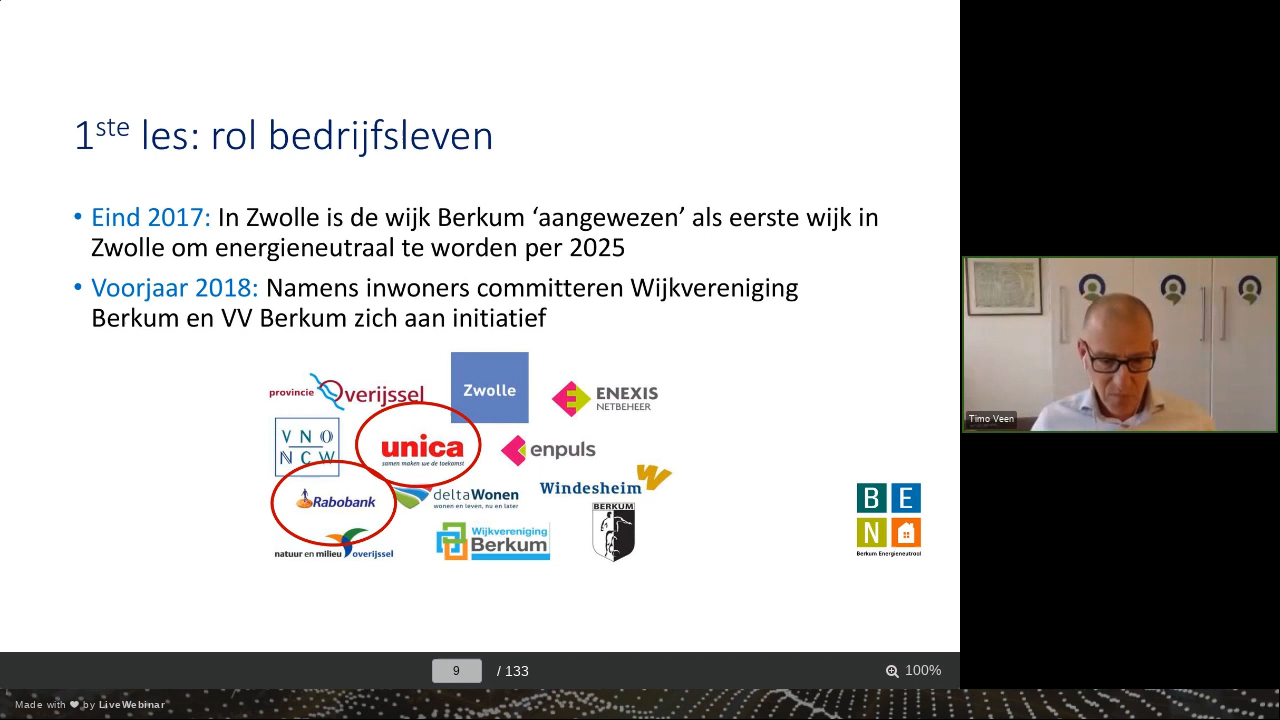 1ste les: rol bedrijfsleven
• Eind 2017: In Zwolle is de wijk Berkum ‘aangewezen’ als eerste wijk in
Zwolle om energieneutraal te worden per 2025
• Voorjaar 2018: Namens inwoners committeren Wijkvereniging
Berkum en VV Berkum zich aan initiatief
provincie Overijssel
Zwolle
ENEXIS
NETBEHEER
VNO
NCW
unica
samen maken we de toekomst
enpuls
Rabobank
deltaWonen
wonen en leven, nu en later
Windesheim
BERKUM
natuur en milieu overijssel
Wijkvereniging
Berkum
BE
N
Berkum Energieneutraal
Timo Veen
9 / 133
100%
Made with ❤ by LiveWebinar